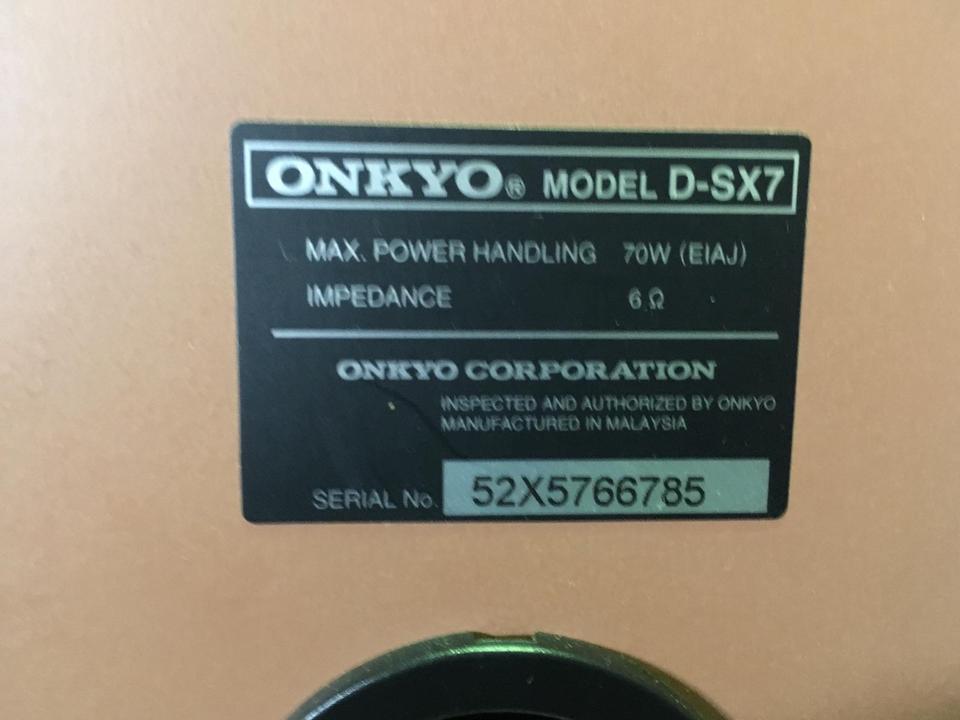 ONKYO® MODEL D-SX7
MAX. POWER HANDLING 70W (EIAJ)
IMPEDANCE 6 Ω
ONKYO CORPORATION
INSPECTED AND AUTHORIZED BY ONKYO
MANUFACTURED IN MALAYSIA
SERIAL No. 52X5766785